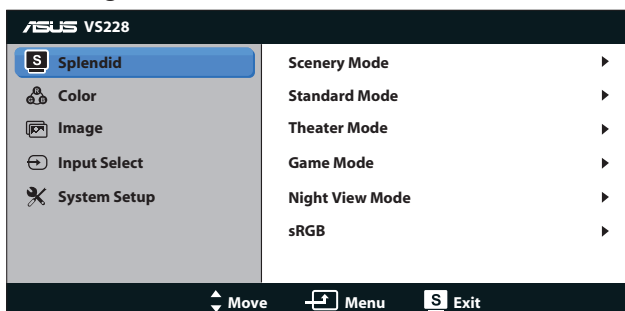 ASUS VS228
S Splendid
Color
Image
Input Select
System Setup
Scenery Mode
Standard Mode
Theater Mode
Game Mode
Night View Mode
sRGB
Move Menu S Exit